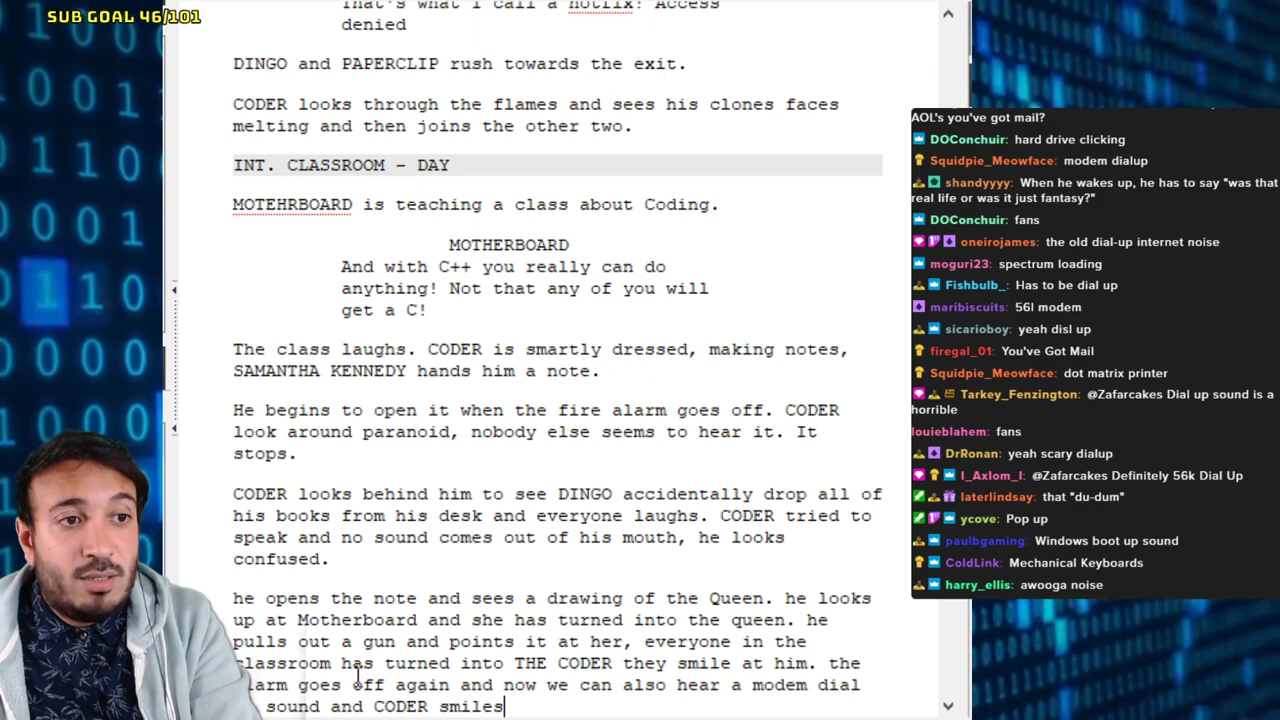 SUB GOAL 46/101
That's what I call a hotfix! Access
denied
DINGO and PAPERCLIP rush towards the exit.
CODER looks through the flames and sees his clones faces
melting and then joins the other two.
INT. CLASSROOM - DAY
MOTEHRBOARD is teaching a class about Coding.
MOTHERBOARD
And with C++ you really can do
anything! Not that any of you will
get a C!
The class laughs. CODER is smartly dressed, making notes,
SAMANTHA KENNEDY hands him a note.
He begins to open it when the fire alarm goes off. CODER
look around paranoid, nobody else seems to hear it. It
stops.
CODER looks behind him to see DINGO accidentally drop all of
his books from his desk and everyone laughs. CODER tried to
speak and no sound comes out of his mouth, he looks
confused.
he opens the note and sees a drawing of the Queen. he looks
up at Motherboard and she has turned into the queen. he
pulls out a gun and points it at her, everyone in the
classroom has turned into THE CODER they smile at him. the
alarm goes off again and now we can also hear a modem dial
sound and CODER smiles
AOL's you've got mail?
DOConchuir: hard drive clicking
Squidpie_Meowface: modem dialup
shandyyyy: When he wakes up, he has to say "was that
real life or was it just fantasy?"
DOConchuir: fans
oneirojames: the old dial-up internet noise
moguri23: spectrum loading
Fishbulb_: Has to be dial up
maribiscuits: 56l modem
sicarioboy: yeah disl up
firegal_01: You've Got Mail
Squidpie_Meowface: dot matrix printer
Tarkey_Fenzington: @Zafarcakes Dial up sound is a
horrible
louieblahem: fans
DrRonan: yeah scary dialup
I_Axlom_I: @Zafarcakes Definitely 56k Dial Up
laterlindsay: that "du-dum"
ycove: Pop up
paulbgaming: Windows boot up sound
ColdLink: Mechanical Keyboards
harry_ellis: awooga noise